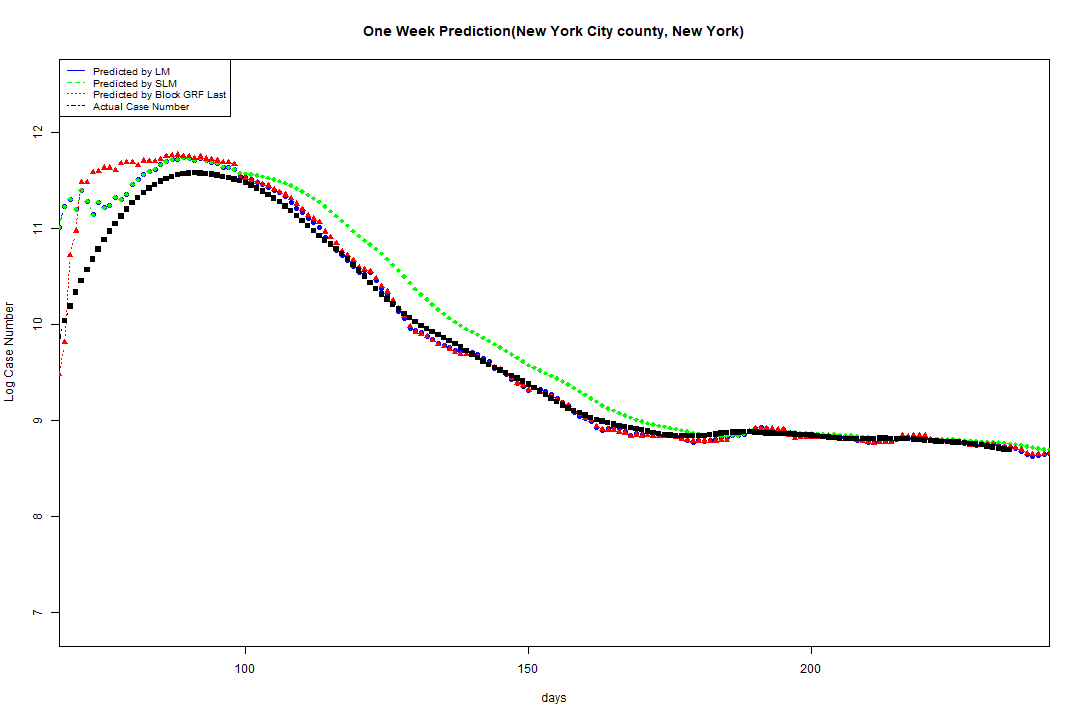 One Week Prediction(New York City county, New York)
Predicted by LM
Predicted by SLM
Predicted by Block GRF Last
Actual Case Number
12
11
10
9
8
7
Log Case Number
100 150 200
days